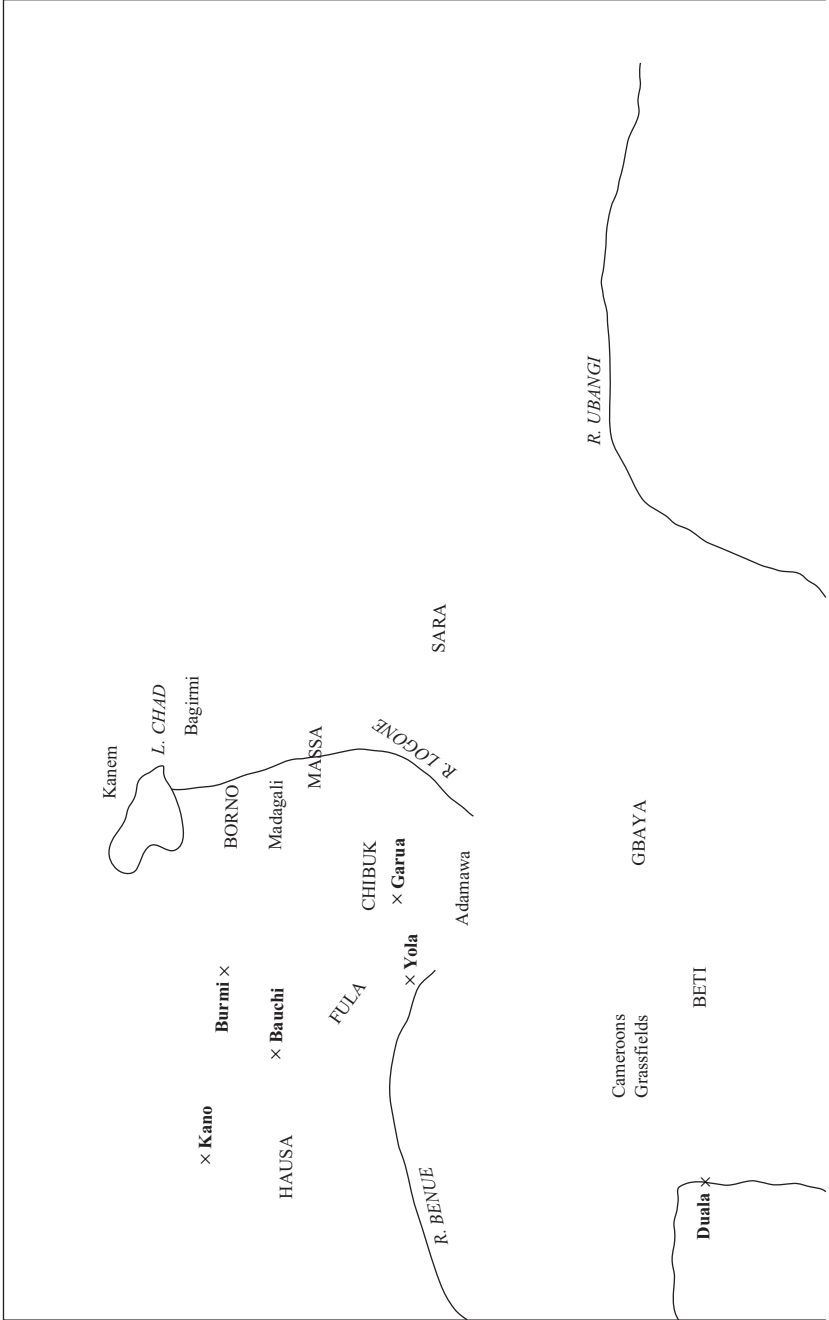 Kanem
L. CHAD
Bagirmi
BORNO
Madagali
MASSA
R. LOGONE
SARA
R. UBANGI
Kano
Burmi
Bauchi
HAUSA
FULA
CHIBUK
Garua
Yola
Adamawa
R. BENUE
GBAYA
Cameroons
Grassfields
BETI
Duala